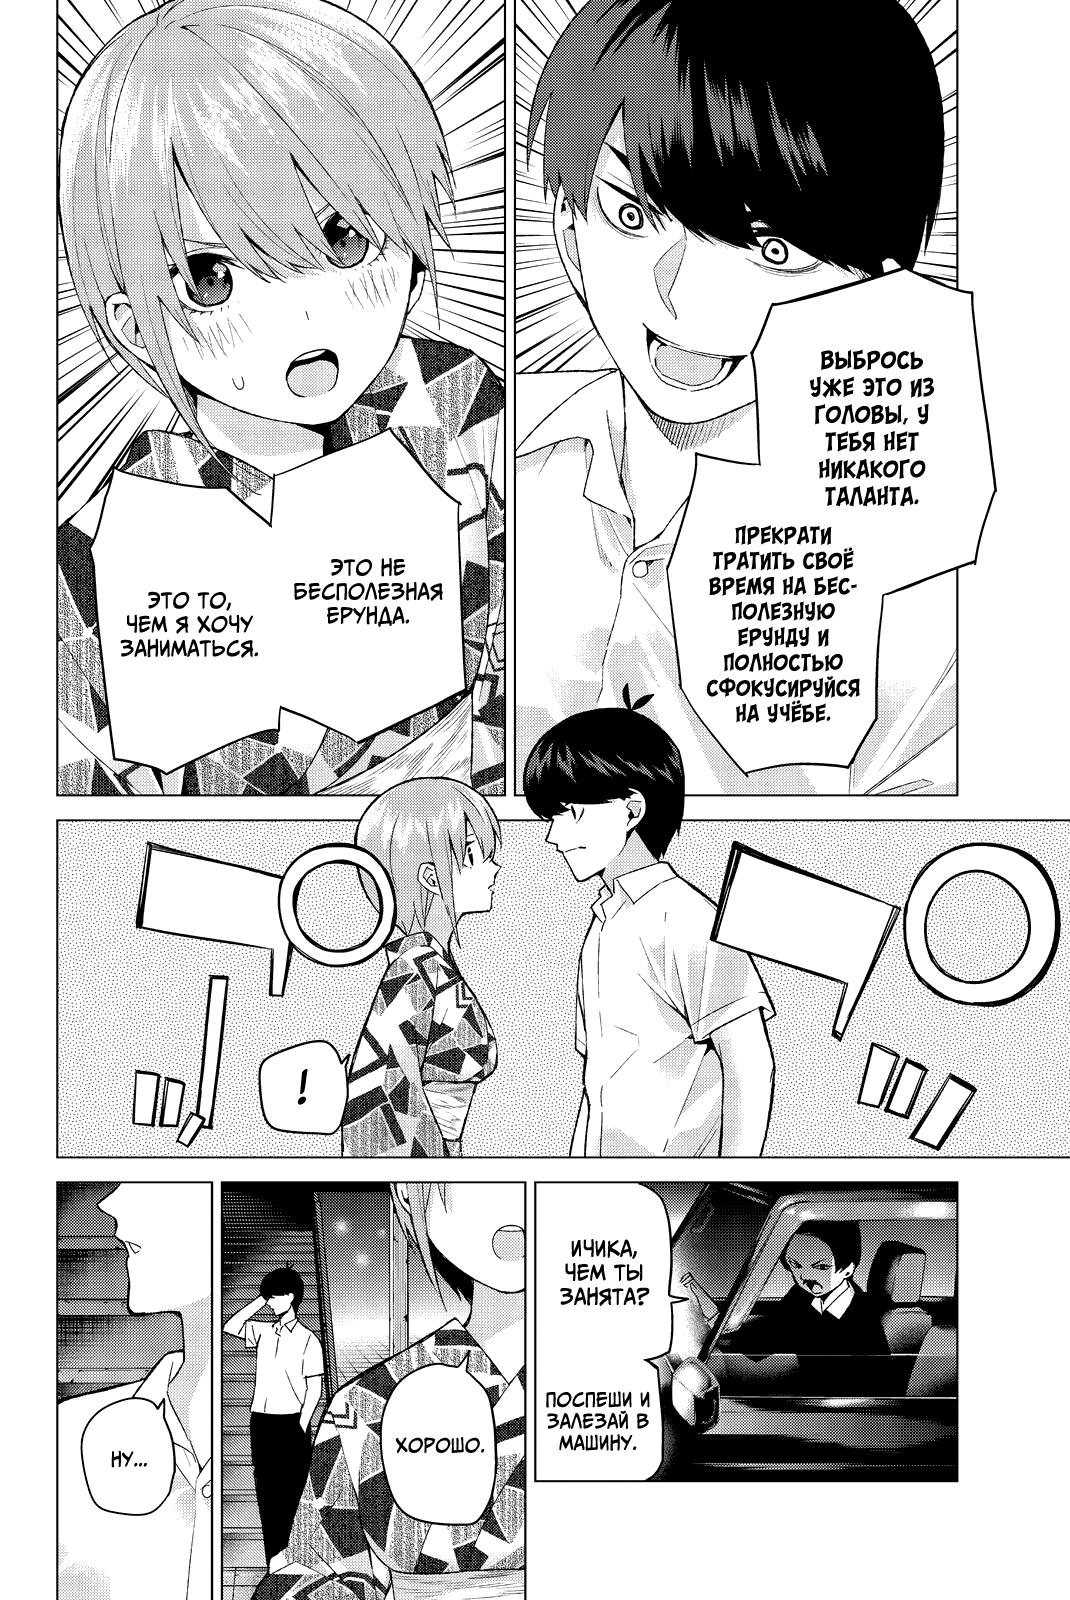 ВЫБРОСЬ
УЖЕ ЭТО ИЗ
ГОЛОВЫ, У
ТЕБЯ НЕТ
НИКАКОГО
ТАЛАНТА.
ПРЕКРАТИ
ТРАТИТЬ СВОЁ
ВРЕМЯ НА БЕС-
ПОЛЕЗНУЮ
ЕРУНДУ И
ПОЛНОСТЬЮ
СФОКУСИРУЙСЯ
НА УЧЁБЕ.
ЭТО НЕ
БЕСПОЛЕЗНАЯ
ЕРУНДА.
ЭТО ТО,
ЧЕМ Я ХОЧУ
ЗАНИМАТЬСЯ.
!
ИЧИКА,
ЧЕМ ТЫ
ЗАНЯТА?
ПОСПЕШИ И
ЗАЛЕЗАЙ В
МАШИНУ.
ХОРОШО.
НУ...